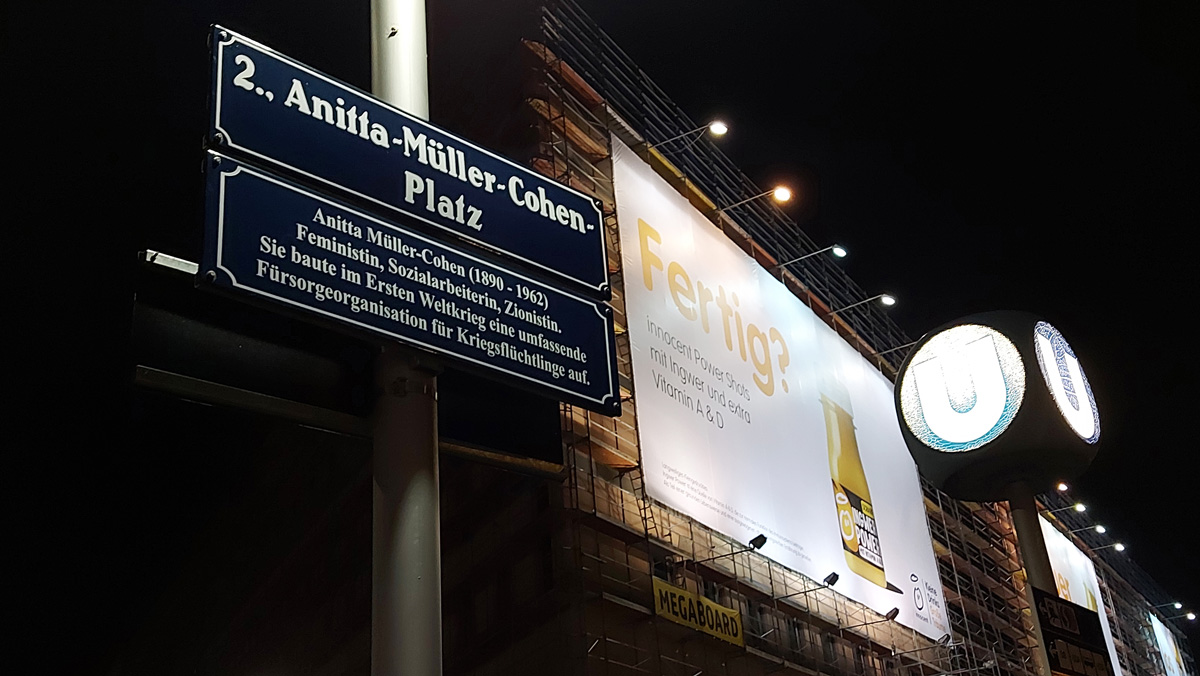 2., Anitta-Müller-Cohen-
Platz
Anitta Müller-Cohen (1890 - 1962)
Feministin, Sozialarbeiterin, Zionistin.
Sie baute im Ersten Weltkrieg eine umfassende
Fürsorgeorganisation für Kriegsflüchtlinge auf.
Fertig?
innocent Power Shots
mit Ingwer und extra
Vitamin A & D
MEGABOARD
U
U
innocent